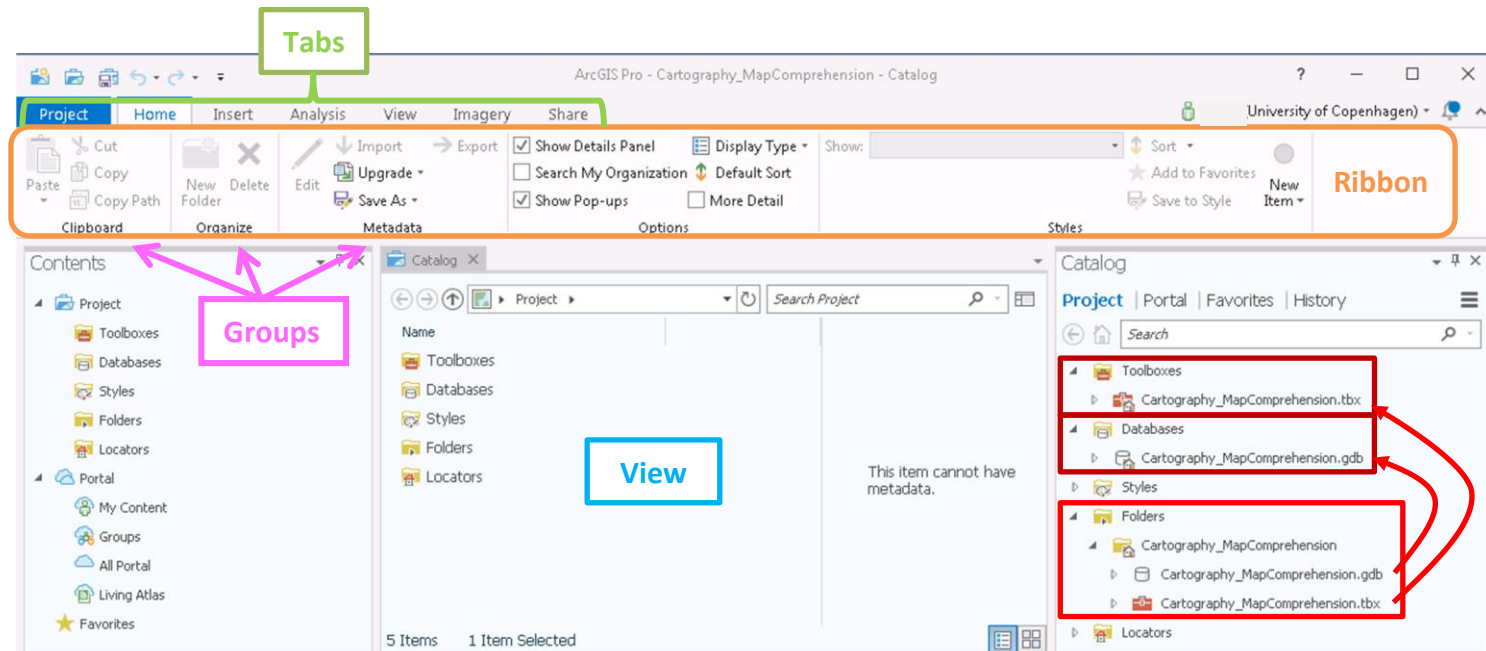 Tabs
ArcGIS Pro - Cartography_MapComprehension - Catalog
?
Project Home Insert Analysis View Imagery Share
University of Copenhagen)
Cut
Copy
Copy Path
Paste
Clipboard
New Folder
Delete
Organize
Edit
Import
Export
Upgrade
Save As
Metadata
Show Details Panel
Search My Organization
Show Pop-ups
Display Type
Default Sort
More Detail
Options
Show:
Sort
Add to Favorites
Save to Style
New
Item
Styles
Ribbon
Contents
Project
Toolboxes
Databases
Styles
Folders
Locators
Portal
My Content
Groups
All Portal
Living Atlas
Favorites
Groups
Catalog
Project
Search Project
Name
Toolboxes
Databases
Styles
Folders
Locators
View
This item cannot have
metadata.
5 Items 1 Item Selected
Catalog
Project | Portal | Favorites | History
Search
Toolboxes
Cartography_MapComprehension.tbx
Databases
Cartography_MapComprehension.gdb
Styles
Folders
Cartography_MapComprehension
Cartography_MapComprehension.gdb
Cartography_MapComprehension.tbx
Locators